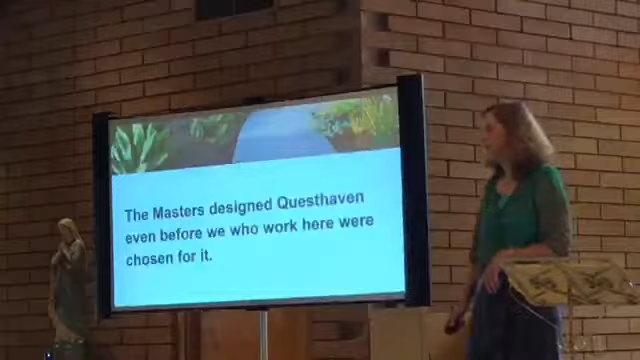 The Masters designed Questhaven
even before we who work here were
chosen for it.